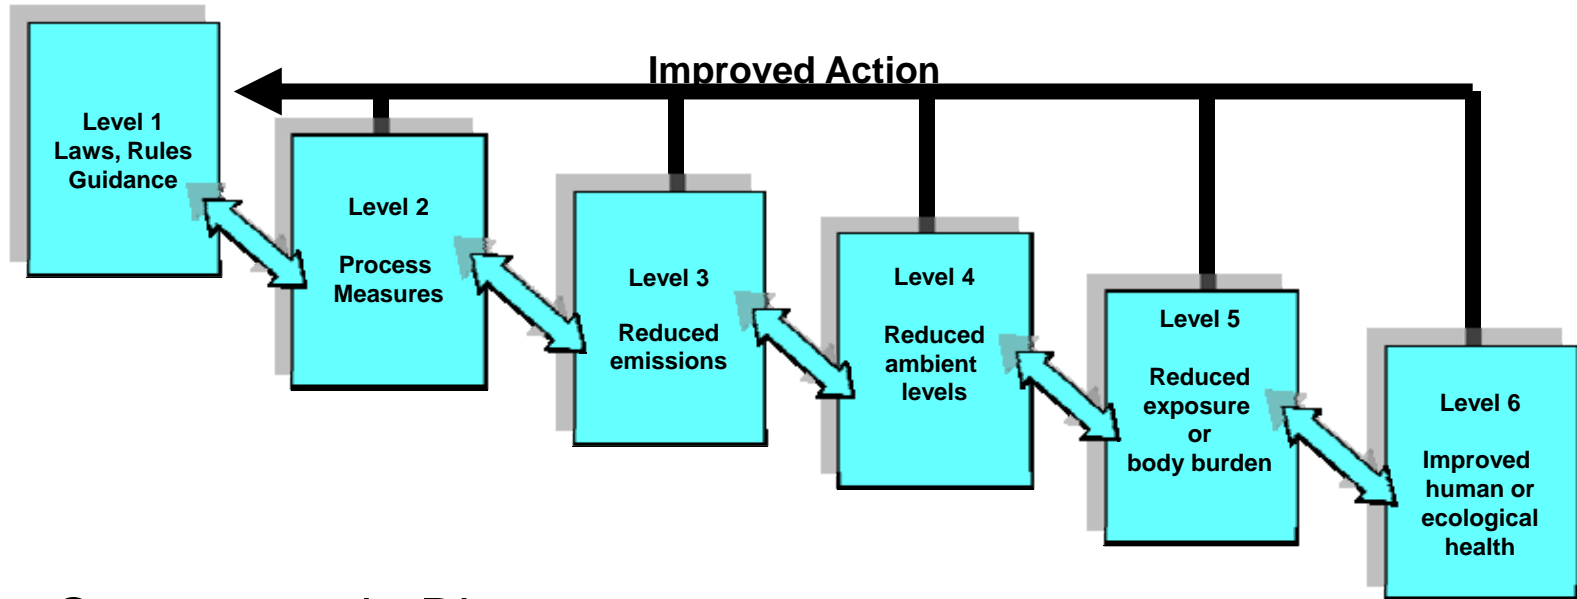 Improved Action
Level 1
Laws, Rules
Guidance
Level 2
Process
Measures
Level 3
Reduced
emissions
Level 4
Reduced
ambient
levels
Level 5
Reduced
exposure
or
body burden
Level 6
Improved
human or
ecological
health